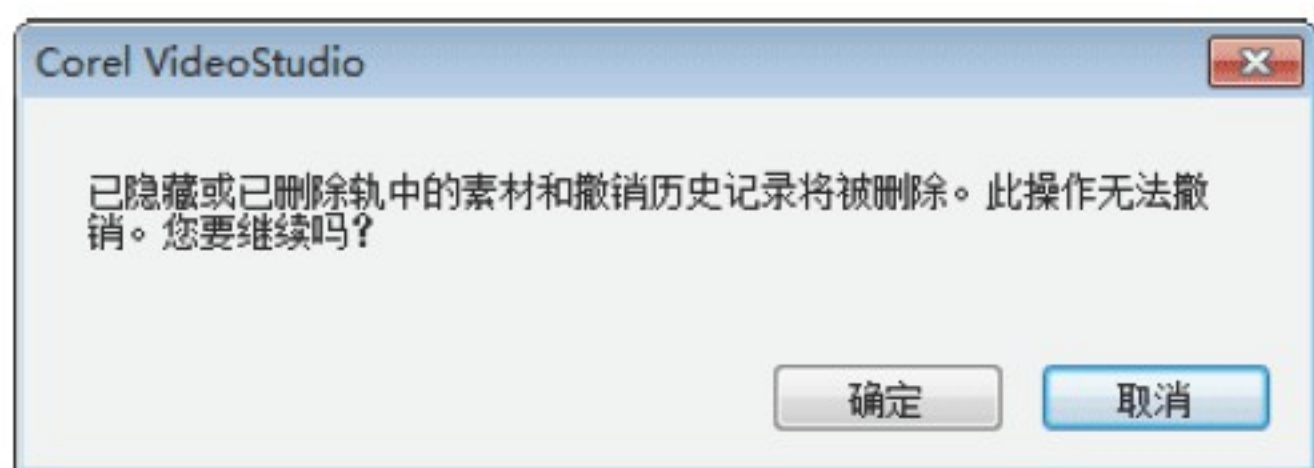 Corel VideoStudio
已隐藏或已删除轨中的素材和撤销历史记录将被删除。此操作无法撤
销。您要继续吗?
确定
取消